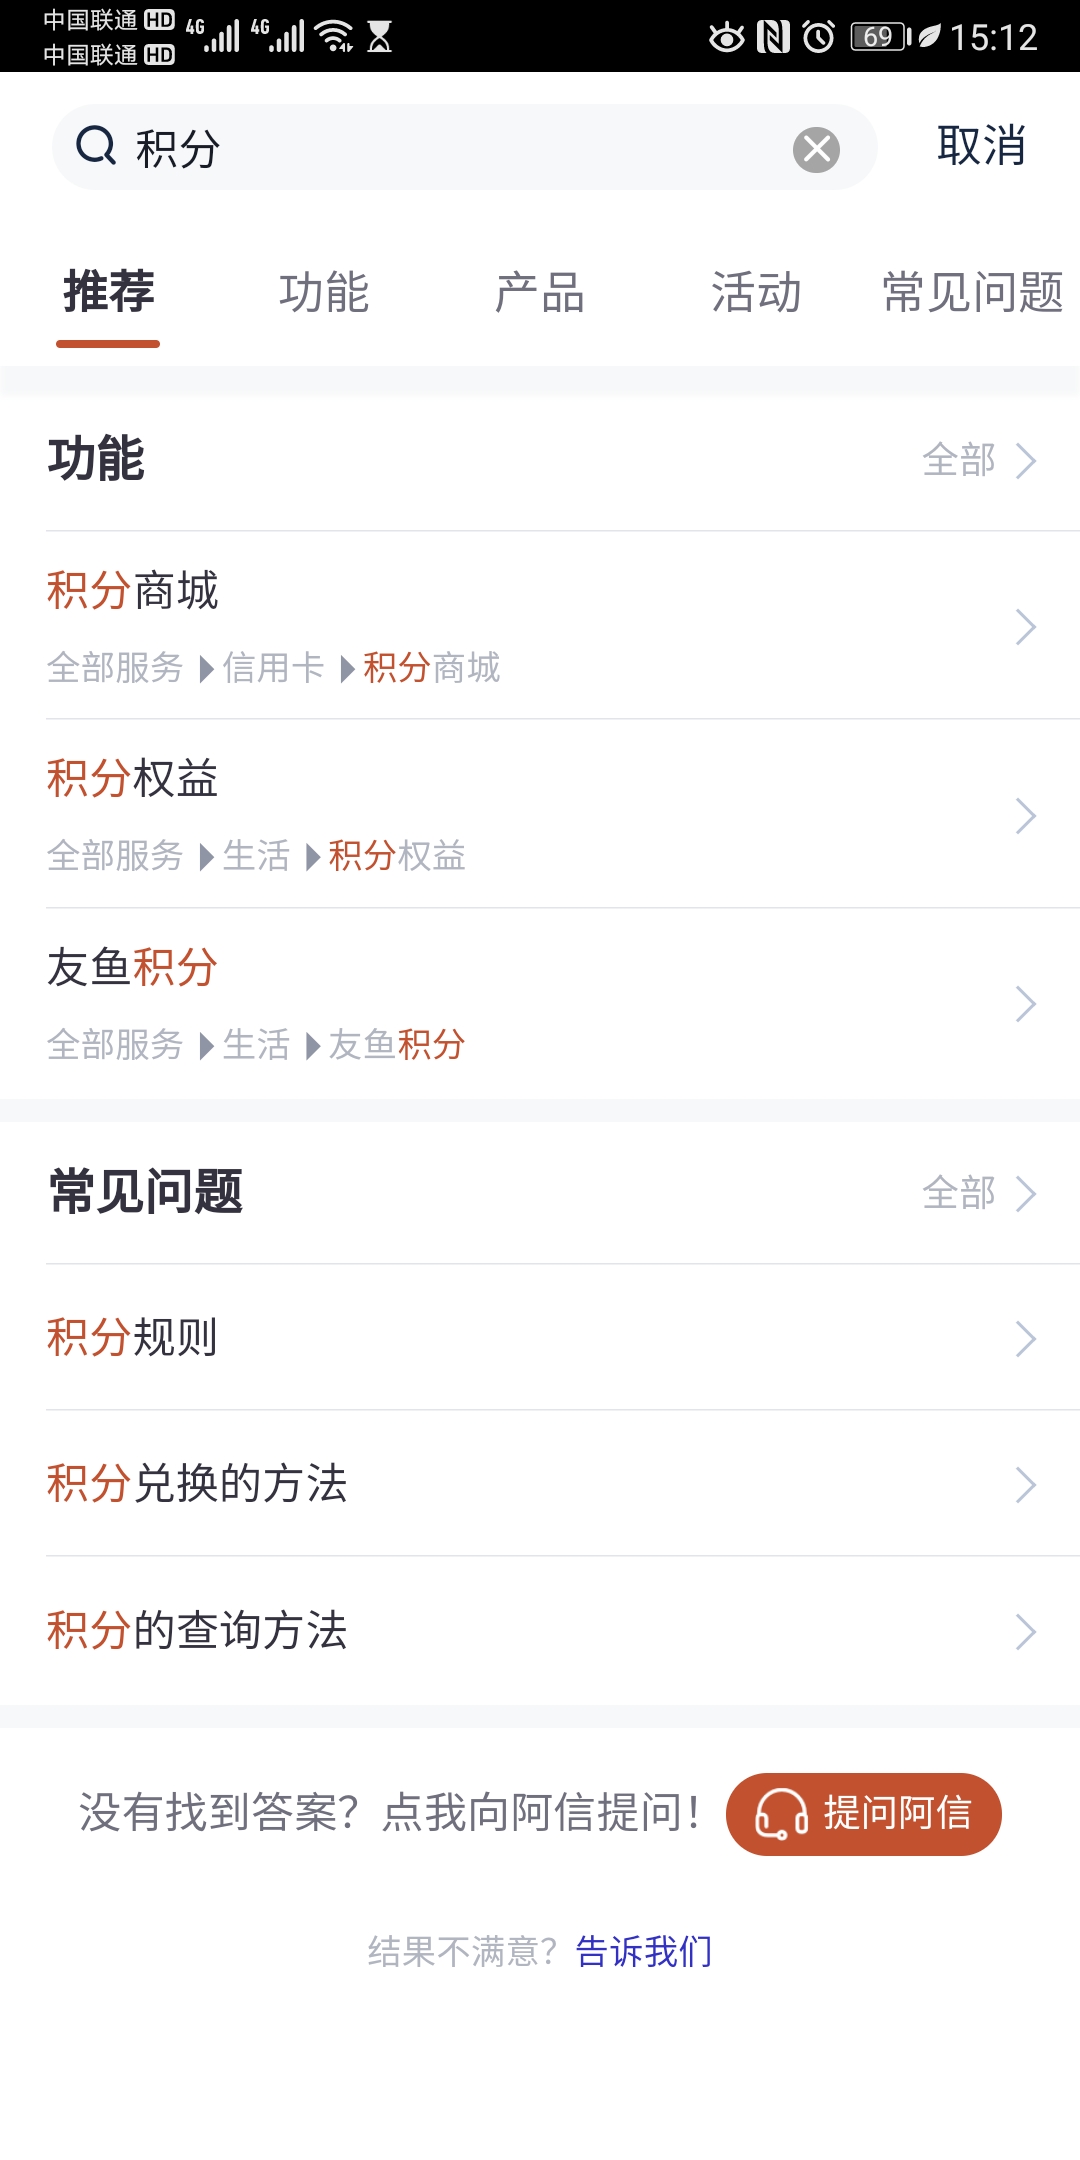 中国联通 HD 4G 4G 69 15:12
中国联通 HD
积分 取消
推荐 功能 产品 活动 常见问题
功能 全部
积分商城
全部服务 信用卡 积分商城
积分权益
全部服务 生活 积分权益
友鱼积分
全部服务 生活 友鱼积分
常见问题 全部
积分规则
积分兑换的方法
积分的查询方法
没有找到答案？点我向阿信提问！ 提问阿信
结果不满意？告诉我们